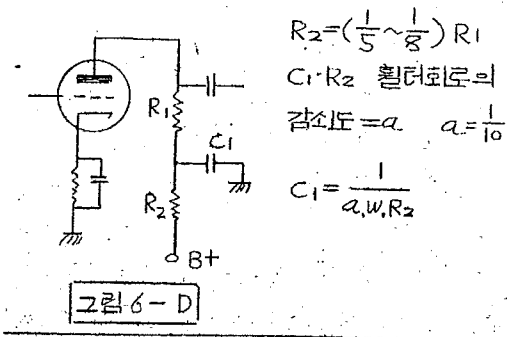 R₂=(1/5~1/8) R₁
C₁·R₂ 휠터회로의
감쇠도=a a=1/10
C₁=1/a.w.R₂
R₁
C₁
R₂
B+
그림6-D